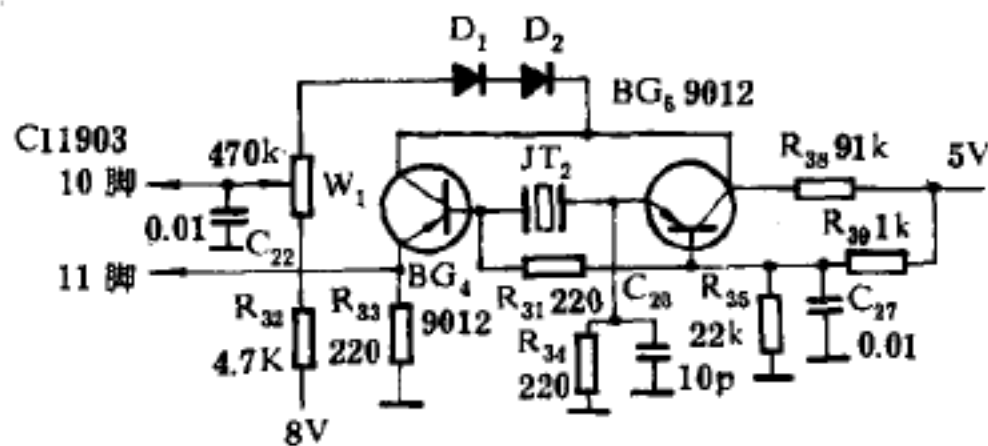 D₁ D₂
BG₅ 9012
C11903
10 脚
470k
W₁
JT₂
R₃₈ 91k
5V
0.01
C₂₂
R₃₉ 1k
11 脚
BG₄
9012
R₃₂
4.7K
R₃₃
220
R₃₁ 220
C₂₈
R₃₅
22k
C₂₇
0.01
R₃₄
220
10p
8V